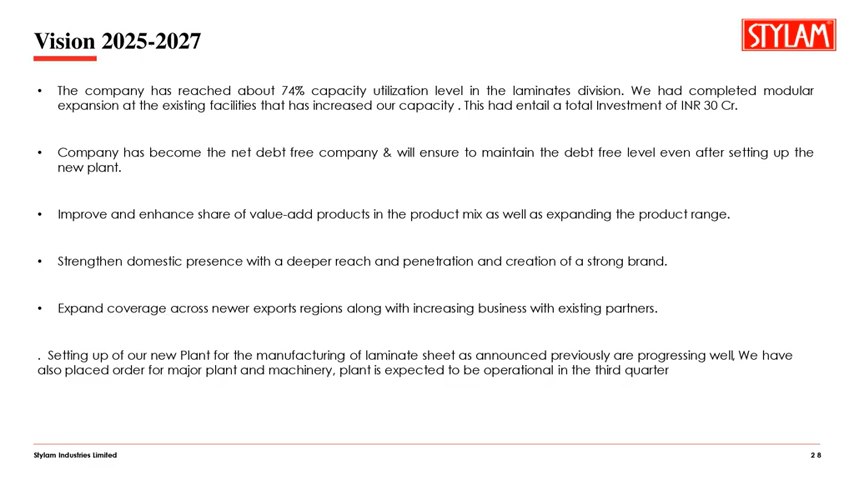 Vision 2025-2027
STYLAM
• The company has reached about 74% capacity utilization level in the laminates division. We had completed modular
expansion at the existing facilities that has increased our capacity . This had entail a total Investment of INR 30 Cr.
• Company has become the net debt free company & will ensure to maintain the debt free level even after setting up the
new plant.
• Improve and enhance share of value-add products in the product mix as well as expanding the product range.
• Strengthen domestic presence with a deeper reach and penetration and creation of a strong brand.
• Expand coverage across newer exports regions along with increasing business with existing partners.
. Setting up of our new Plant for the manufacturing of laminate sheet as announced previously are progressing well, We have
also placed order for major plant and machinery, plant is expected to be operational in the third quarter
Stylam Industries Limited
28